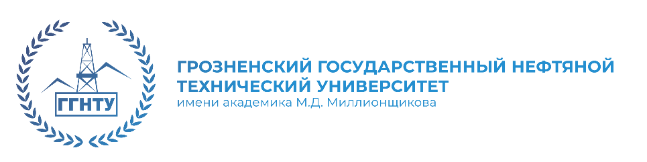 ГГНТУ
ГРОЗНЕНСКИЙ ГОСУДАРСТВЕННЫЙ НЕФТЯНОЙ
ТЕХНИЧЕСКИЙ УНИВЕРСИТЕТ
имени академика М.Д. Миллионщикова